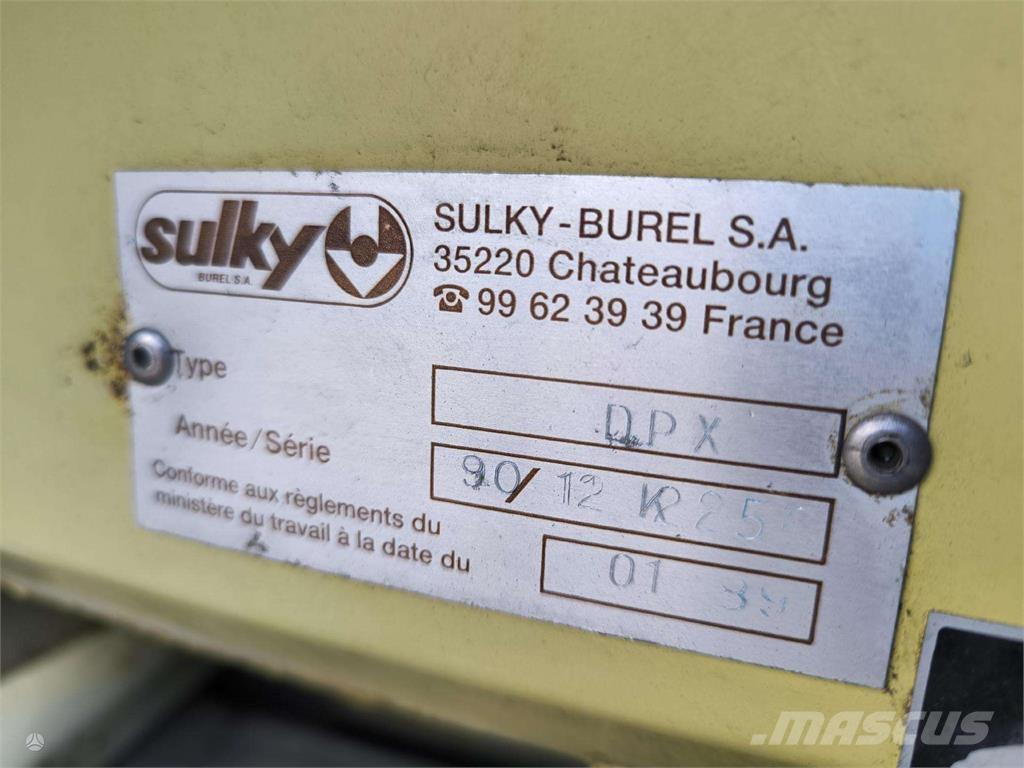 sulky
BUREL S.A.
SULKY-BUREL S.A.
35220 Chateaubourg
☎ 99 62 39 39 France
Type DPX
Année/Série 90/12
Conforme aux règlements du
ministère du travail à la date du 01
MASCUS